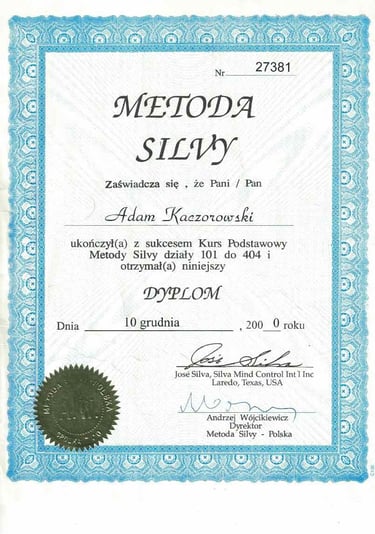 Nr 27381
METODA
SILVY
Zaświadcza się , że Pani / Pan
Adam Kaczorowski
ukończył(a) z sukcesem Kurs Podstawowy
Metody Silvy działy 101 do 404 i
otrzymał(a) niniejszy
DYPLOM
Dnia 10 grudnia , 200 0 roku
José Silva
José Silva, Silva Mind Control Int'l Inc
Laredo, Texas, USA
Andrzej Wójcikiewicz
Dyrektor
Metoda Silvy - Polska